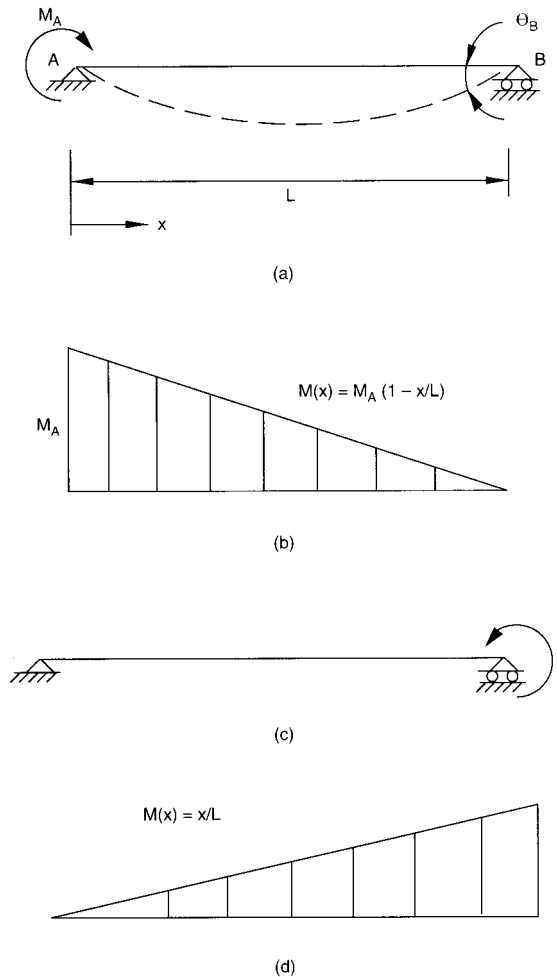 M_A
A
Θ_B
B
L
x
(a)
M_A
M(x) = M_A (1 – x/L)
(b)
(c)
M(x) = x/L
(d)